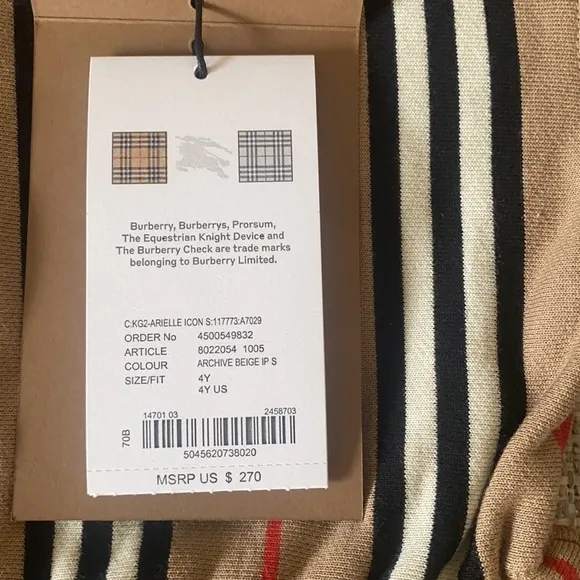 Burberry, Burberrys, Prorsum,
The Equestrian Knight Device and
The Burberry Check are trade marks
belonging to Burberry Limited.
C:KG2-ARIELLE ICON S:117773:A7029
ORDER No 4500549832
ARTICLE 8022054 1005
COLOUR ARCHIVE BEIGE IP S
SIZE/FIT 4Y
4Y US
14701 03 2458703
70B
5045620738020
MSRP US $ 270